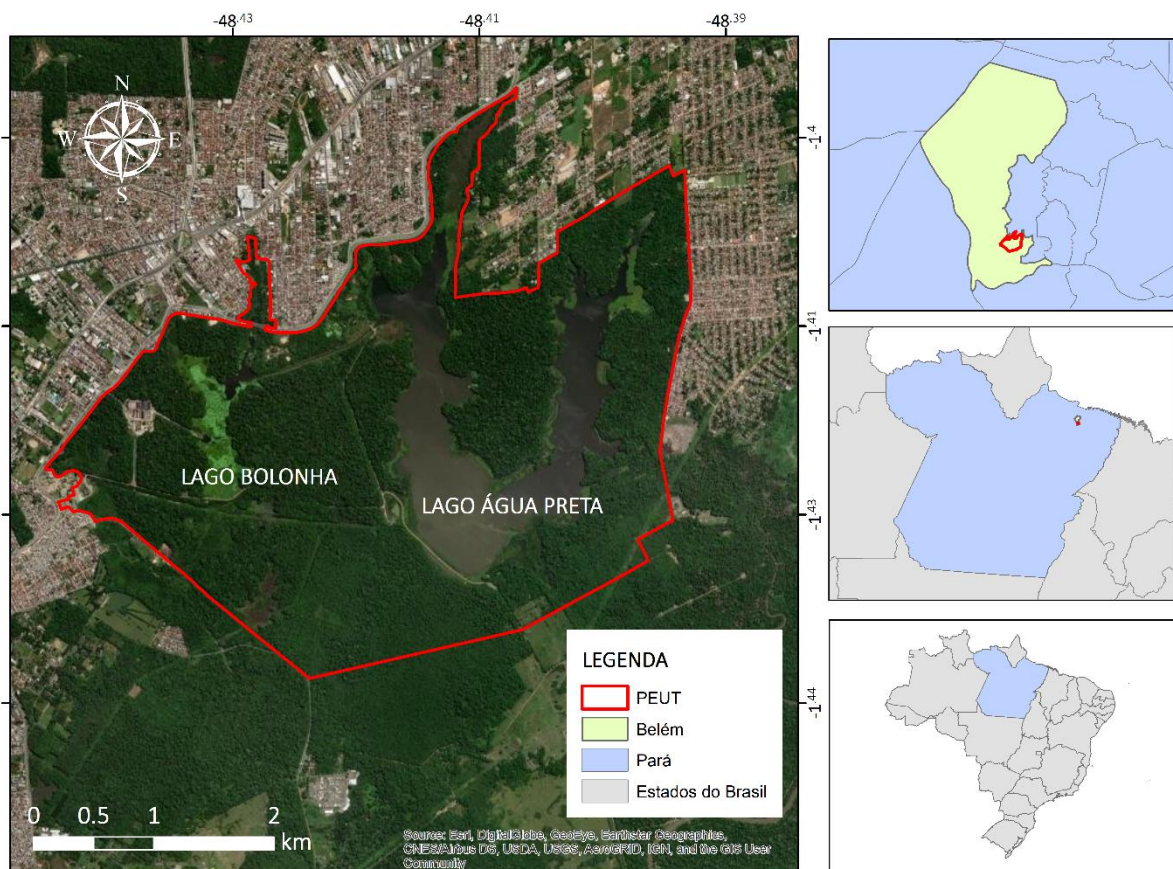 -48.43
-48.41
-48.39
N
W
E
S
-1.4
-1.41
-1.43
-1.44
LAGO BOLONHA
LAGO ÁGUA PRETA
LEGENDA
PEUT
Belém
Pará
Estados do Brasil
0 0.5 1 2
km
Source: Esri, DigitalGlobe, GeoEye, Earthstar Geographics,
CNES/Airbus DS, USDA, USGS, AeroGRID, IGN, and the GIS User
Community